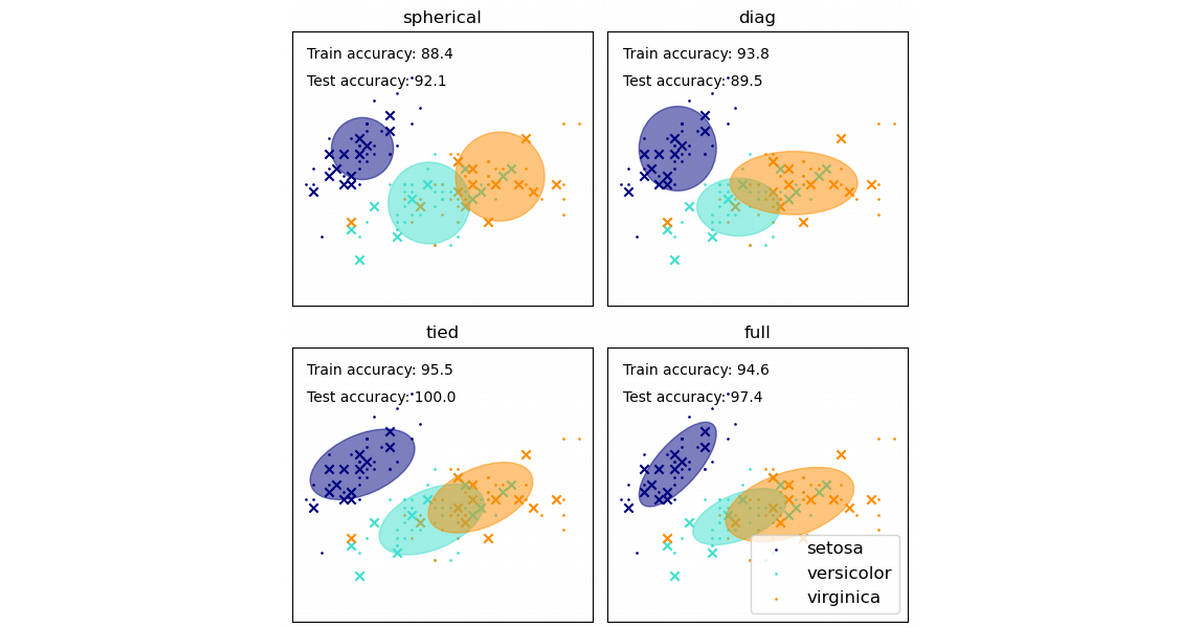 spherical
Train accuracy: 88.4
Test accuracy: 92.1
diag
Train accuracy: 93.8
Test accuracy: 89.5
tied
Train accuracy: 95.5
Test accuracy: 100.0
full
Train accuracy: 94.6
Test accuracy: 97.4
setosa
versicolor
virginica